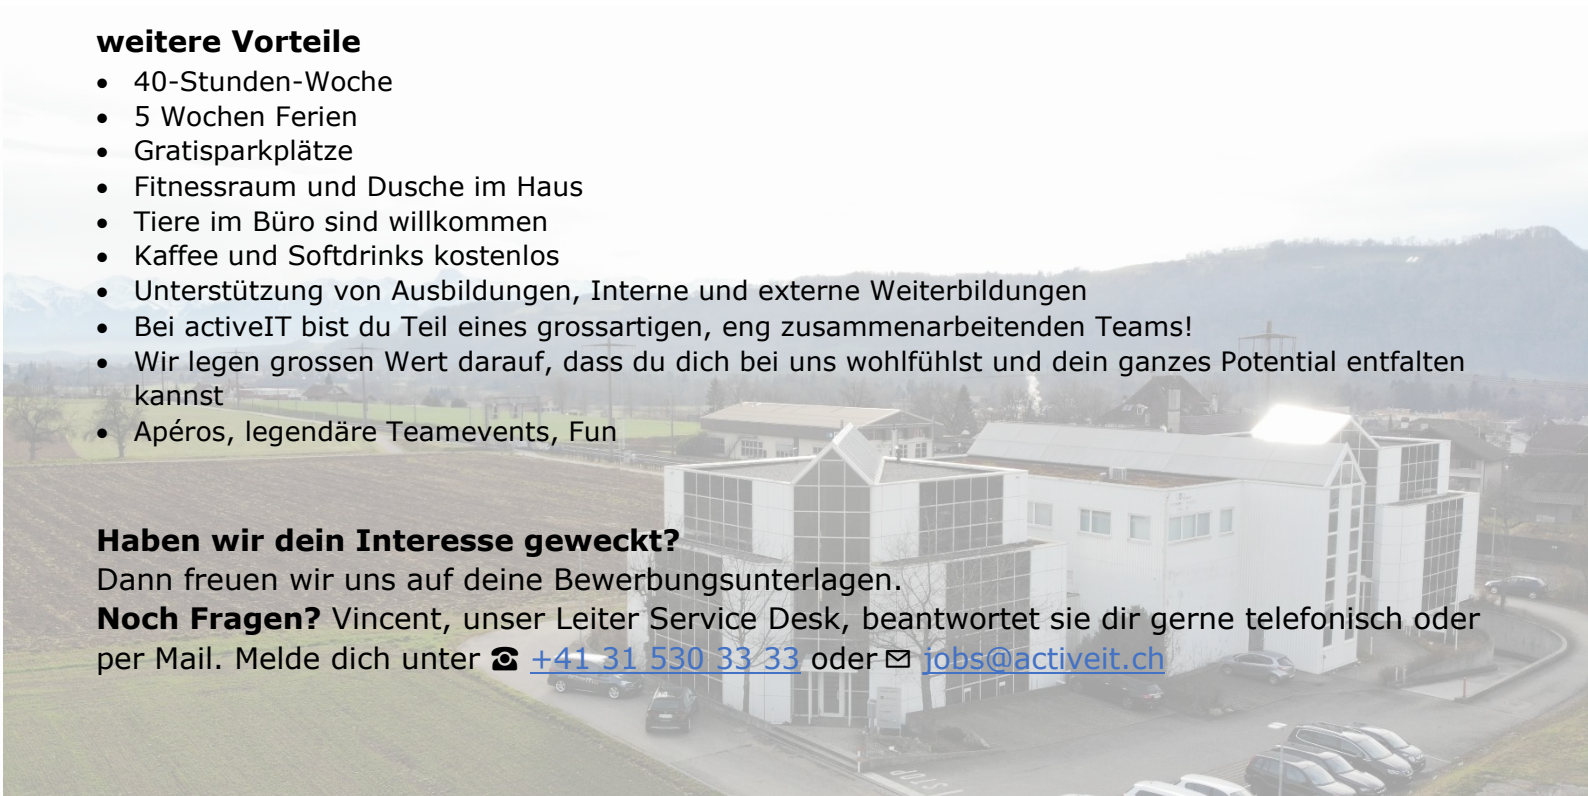 weitere Vorteile
• 40-Stunden-Woche
• 5 Wochen Ferien
• Gratisparkplätze
• Fitnessraum und Dusche im Haus
• Tiere im Büro sind willkommen
• Kaffee und Softdrinks kostenlos
• Unterstützung von Ausbildungen, Interne und externe Weiterbildungen
• Bei activeIT bist du Teil eines grossartigen, eng zusammenarbeitenden Teams!
• Wir legen grossen Wert darauf, dass du dich bei uns wohlfühlst und dein ganzes Potential entfalten
kannst
• Apéros, legendäre Teamevents, Fun
Haben wir dein Interesse geweckt?
Dann freuen wir uns auf deine Bewerbungsunterlagen.
Noch Fragen? Vincent, unser Leiter Service Desk, beantwortet sie dir gerne telefonisch oder
per Mail. Melde dich unter ☎ +41 31 530 33 33 oder ✉ jobs@activeit.ch
STOP